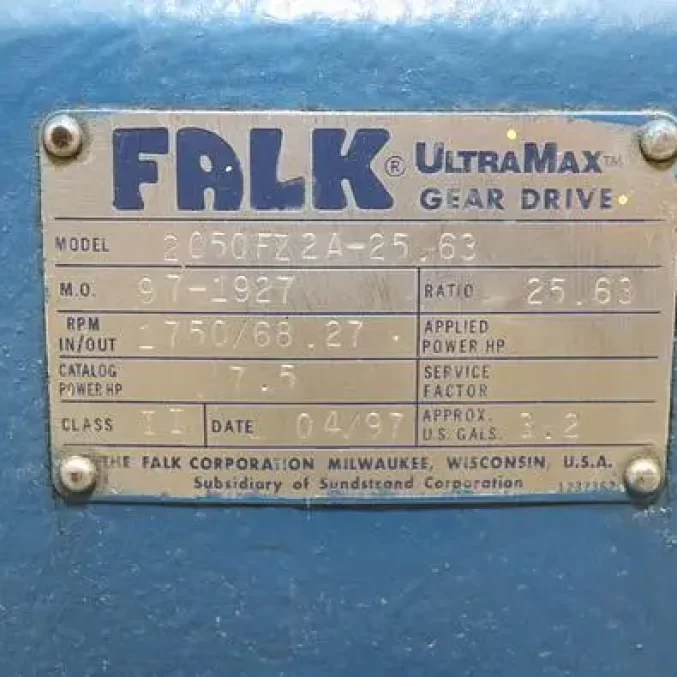 FALK® ULTRAMAX™
GEAR DRIVE
MODEL 2050FZ2A-25.63
M.O. 97-1927 RATIO 25.63
RPM IN/OUT 1750/68.27 APPLIED POWER HP
CATALOG POWER HP 7.5 SERVICE FACTOR
CLASS II DATE 04/97 APPROX. U.S. GALS. 3.2
THE FALK CORPORATION MILWAUKEE, WISCONSIN, U.S.A.
Subsidiary of Sundstrand Corporation